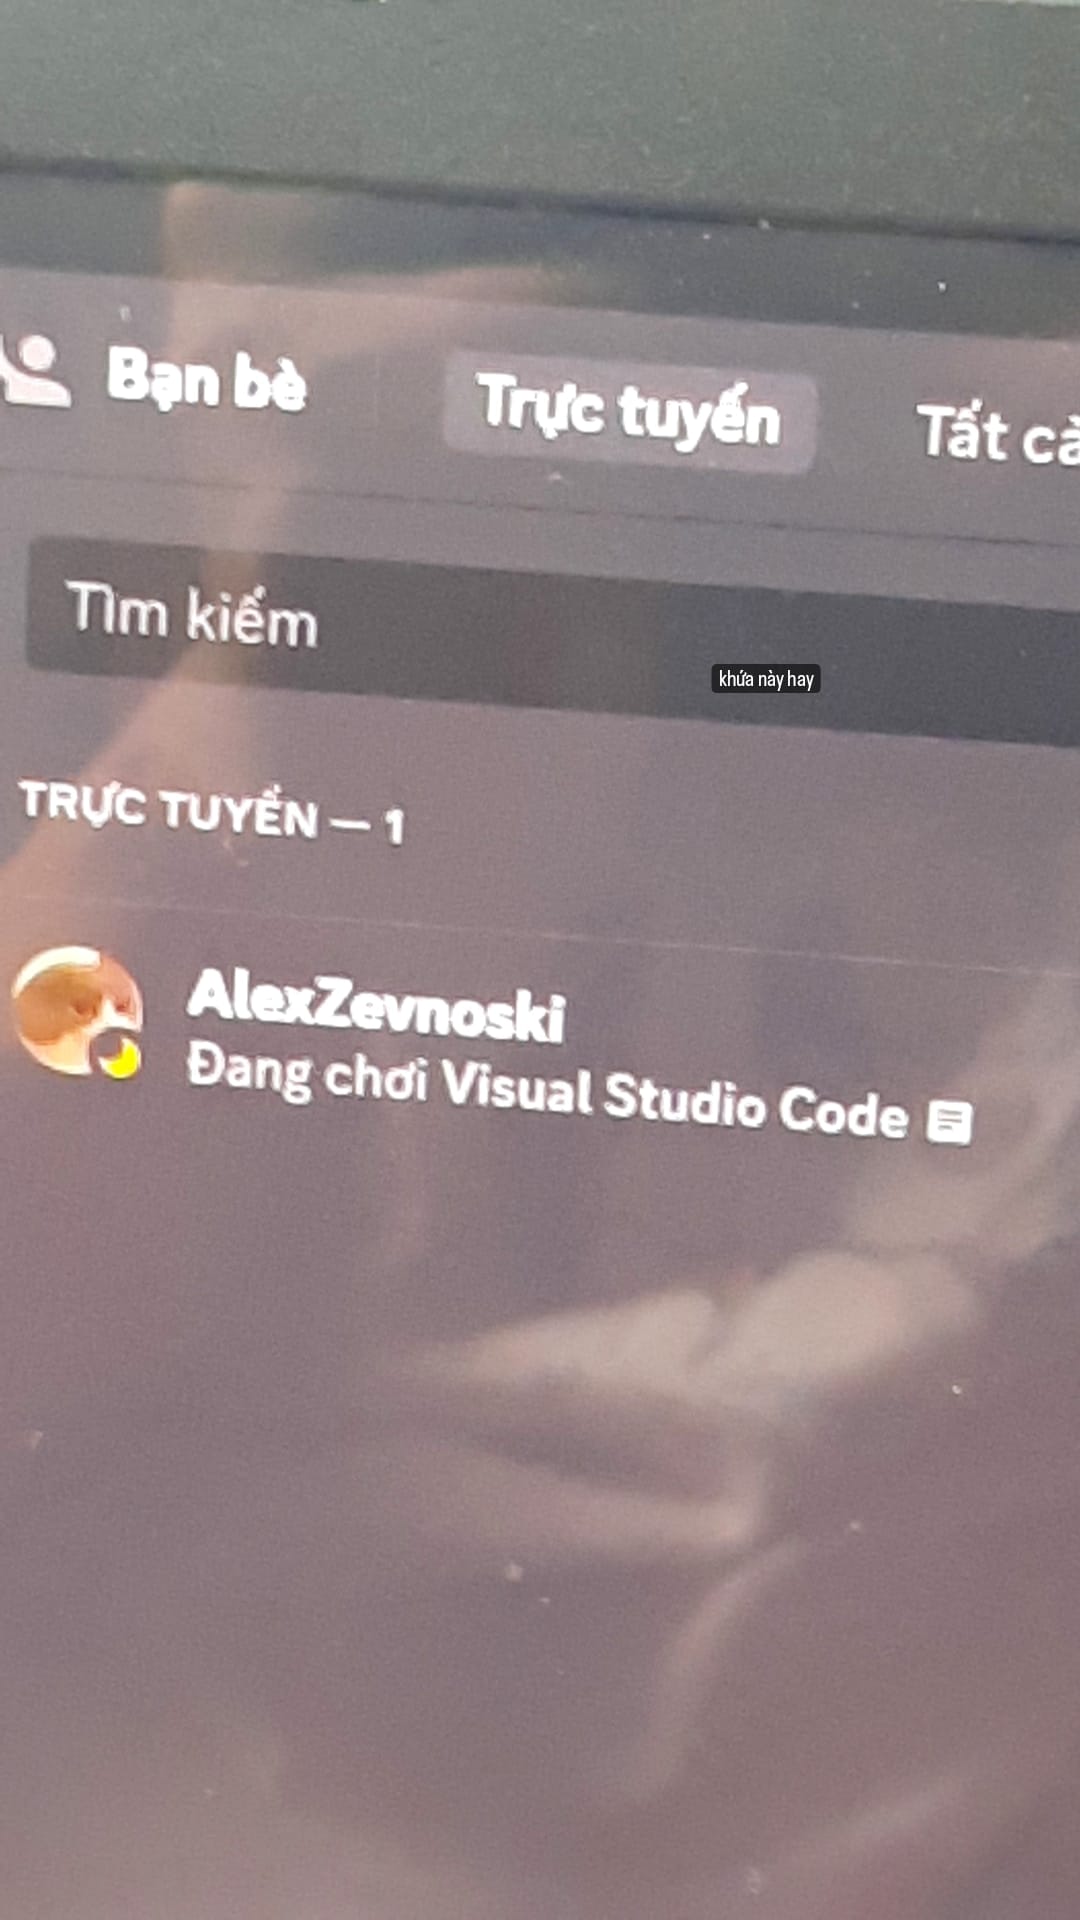 Bạn bè
Trực tuyến
Tất cả
Tìm kiếm
khứa này hay
TRỰC TUYẾN — 1
AlexZevnoski
Đang chơi Visual Studio Code